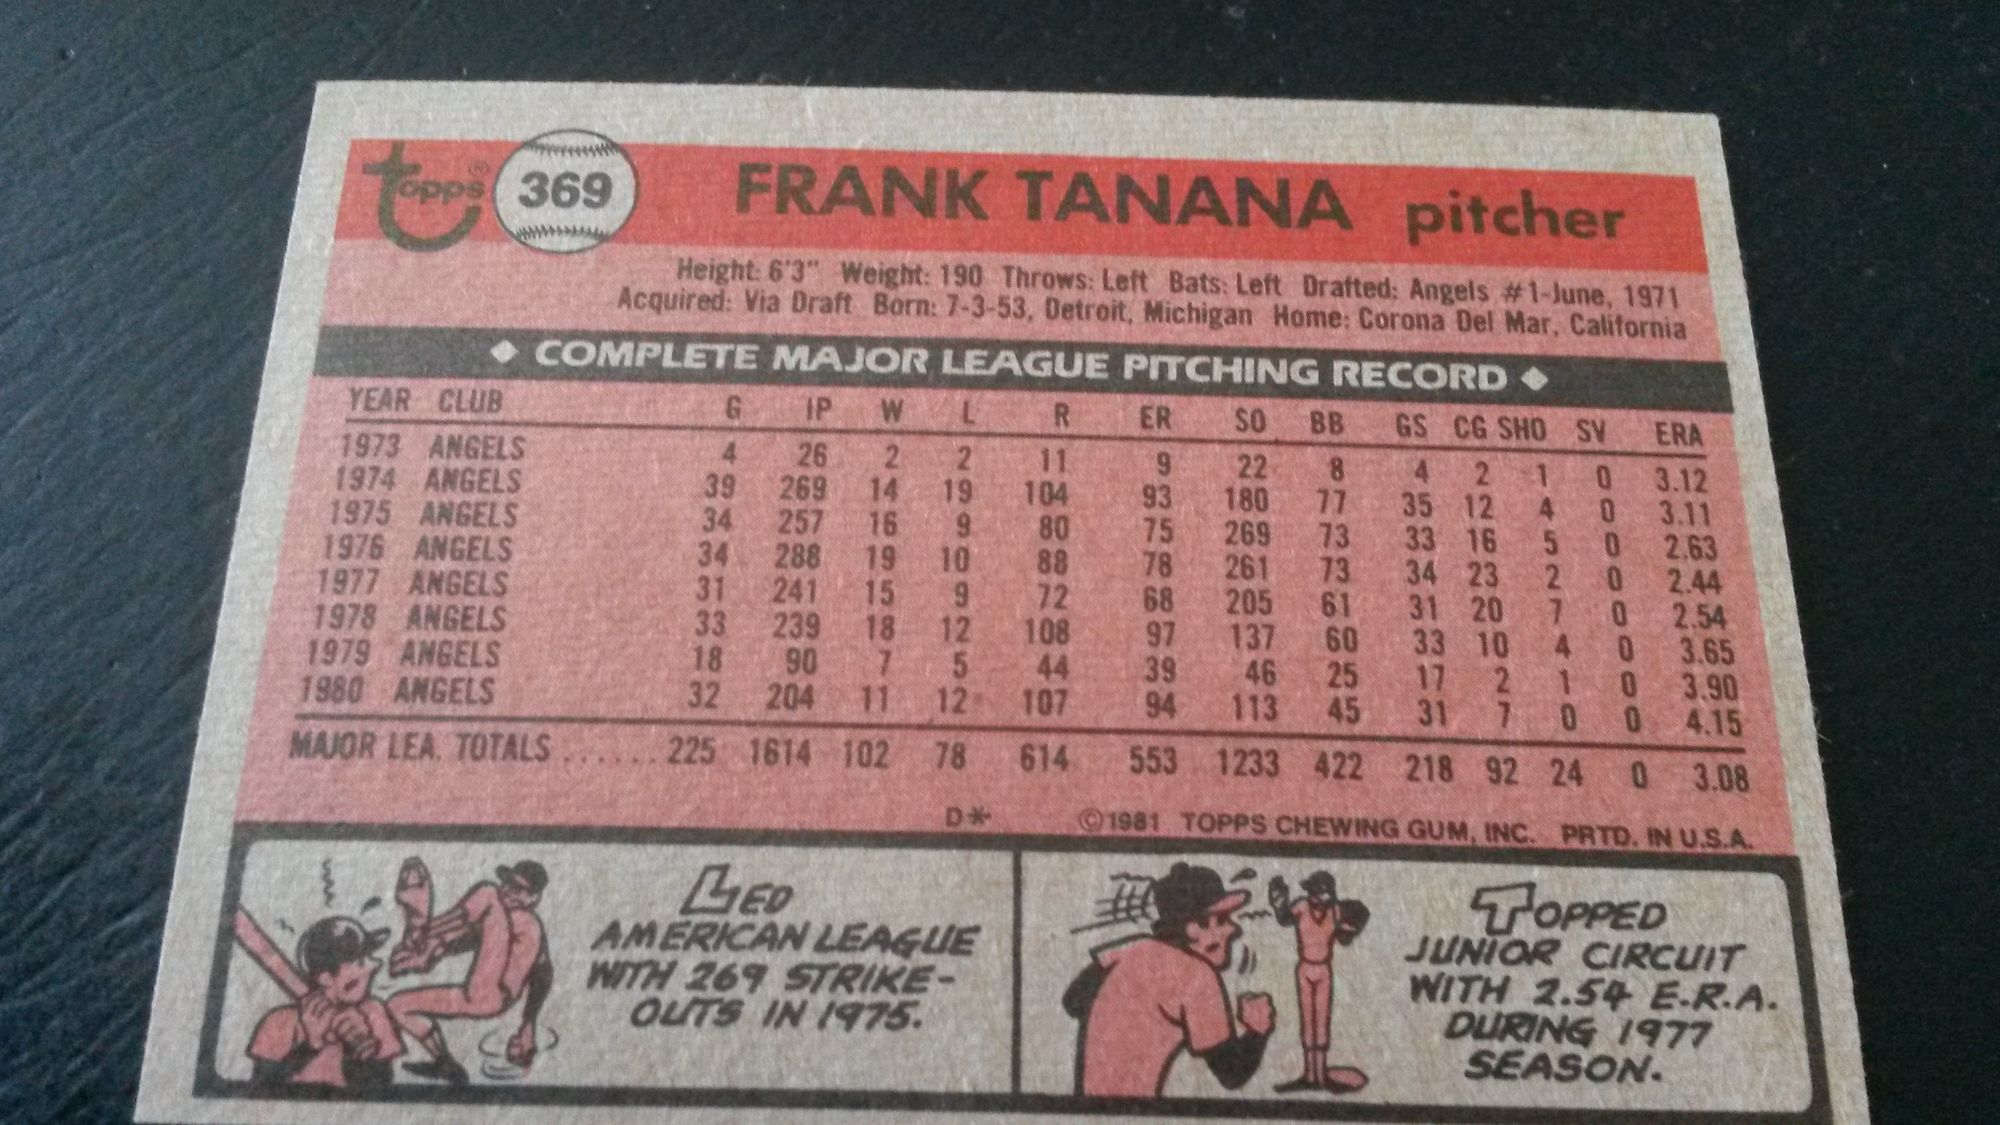 topps® 369 FRANK TANANA pitcher
Height: 6'3" Weight: 190 Throws: Left Bats: Left Drafted: Angels #1-June, 1971
Acquired: Via Draft Born: 7-3-53, Detroit, Michigan Home: Corona Del Mar, California
◆ COMPLETE MAJOR LEAGUE PITCHING RECORD ◆
YEAR CLUB G IP W L R ER SO BB GS CG SHO SV ERA
1973 ANGELS 4 26 2 2 11 9 22 8 4 2 1 0 3.12
1974 ANGELS 39 269 14 19 104 93 180 77 35 12 4 0 3.11
1975 ANGELS 34 257 16 9 80 75 269 73 33 16 5 0 2.63
1976 ANGELS 34 288 19 10 88 78 261 73 34 23 2 0 2.44
1977 ANGELS 31 241 15 9 72 68 205 61 31 20 7 0 2.54
1978 ANGELS 33 239 18 12 108 97 137 60 33 10 4 0 3.65
1979 ANGELS 18 90 7 5 44 39 46 25 17 2 1 0 3.90
1980 ANGELS 32 204 11 12 107 94 113 45 31 7 0 0 4.15
MAJOR LEA. TOTALS ...... 225 1614 102 78 614 553 1233 422 218 92 24 0 3.08
D* ©1981 TOPPS CHEWING GUM, INC. PRTD. IN U.S.A.
LED
AMERICAN LEAGUE
WITH 269 STRIKE-
OUTS IN 1975.
TOPPED
JUNIOR CIRCUIT
WITH 2.54 E.R.A.
DURING 1977
SEASON.